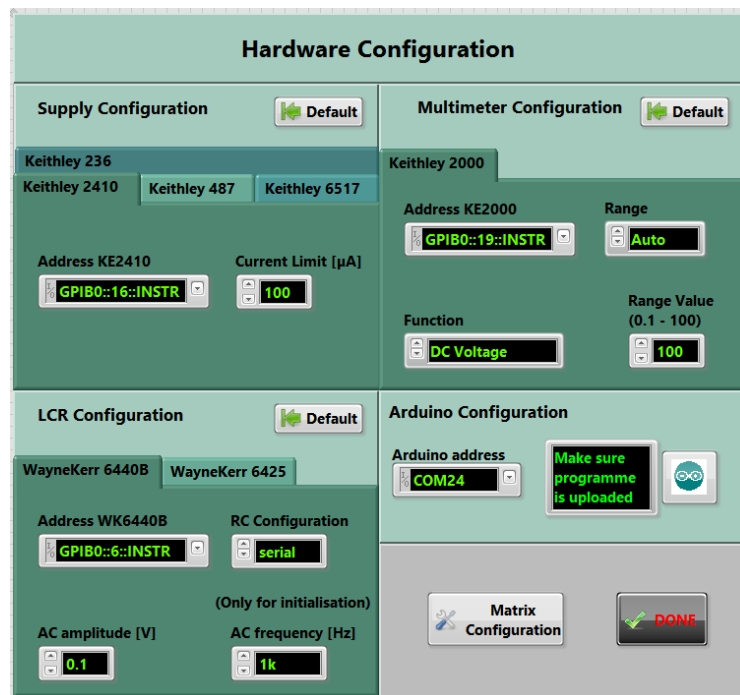 Hardware Configuration
Supply Configuration
Default
Keithley 236
Keithley 2410
Keithley 487
Keithley 6517
Address KE2410
Current Limit [µA]
GPIB0::16::INSTR
100
Multimeter Configuration
Default
Keithley 2000
Address KE2000
Range
GPIB0::19::INSTR
Auto
Function
Range Value
(0.1 - 100)
DC Voltage
100
LCR Configuration
Default
WayneKerr 6440B
WayneKerr 6425
Address WK6440B
RC Configuration
GPIB0::6::INSTR
serial
(Only for initialisation)
AC amplitude [V]
AC frequency [Hz]
0.1
1k
Arduino Configuration
Arduino address
COM24
Make sure
programme
is uploaded
Matrix
Configuration
DONE